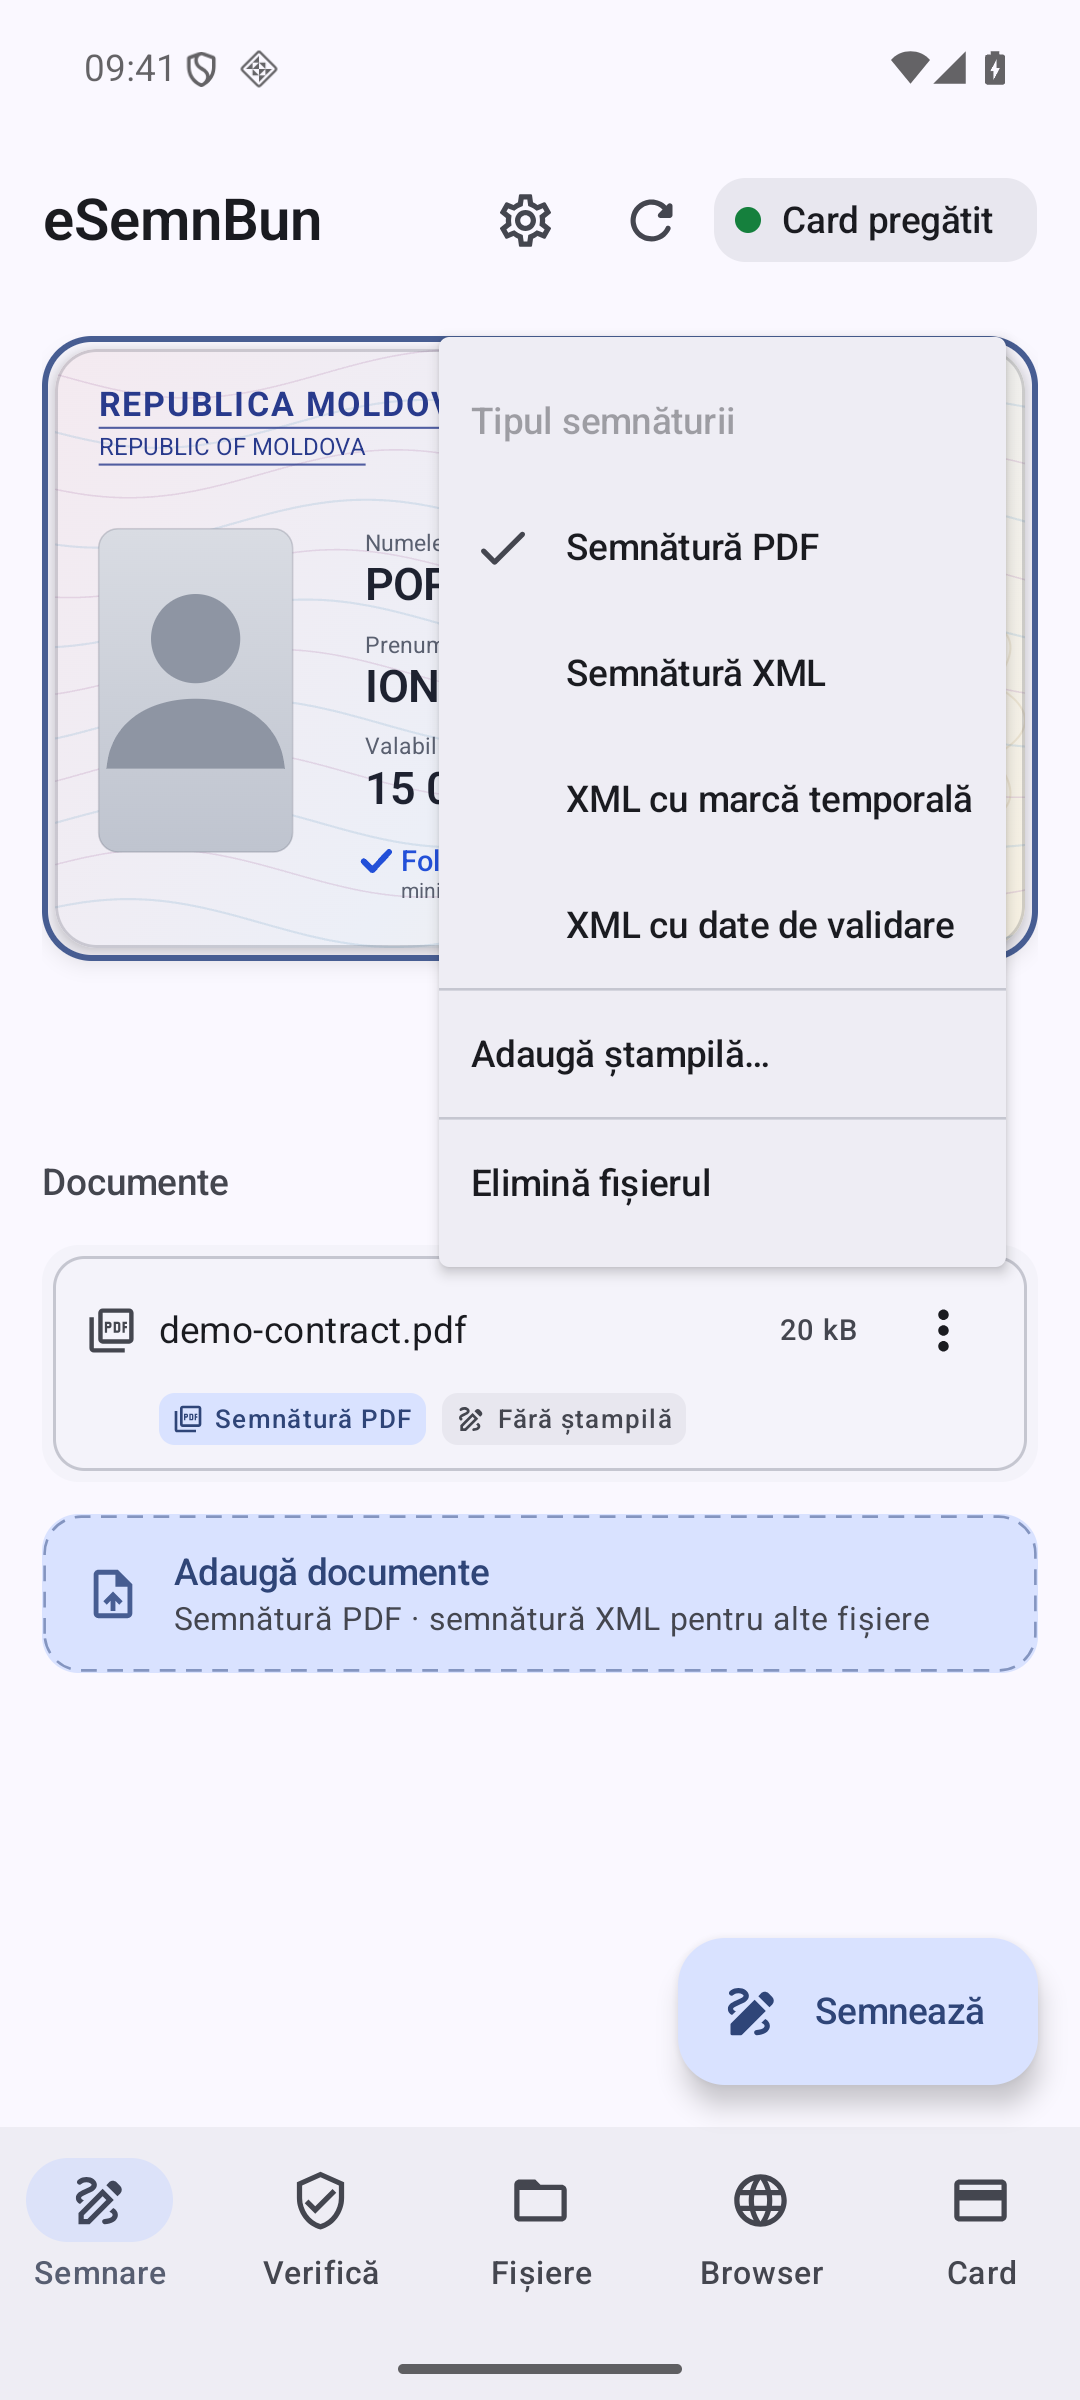 09:41
eSemnBun
Card pregătit
REPUBLICA MOLDOV
REPUBLIC OF MOLDOVA
Numele
Prenum
ION
Valabil
15 0
Fol
mini
Tipul semnăturii
Semnătură PDF
Semnătură XML
XML cu marcă temporală
XML cu date de validare
Adaugă ștampilă...
Elimină fișierul
Documente
demo-contract.pdf
20 kB
Semnătură PDF
Fără ștampilă
Adaugă documente
Semnătură PDF · semnătură XML pentru alte fișiere
Semnează
Semnare
Verifică
Fișiere
Browser
Card